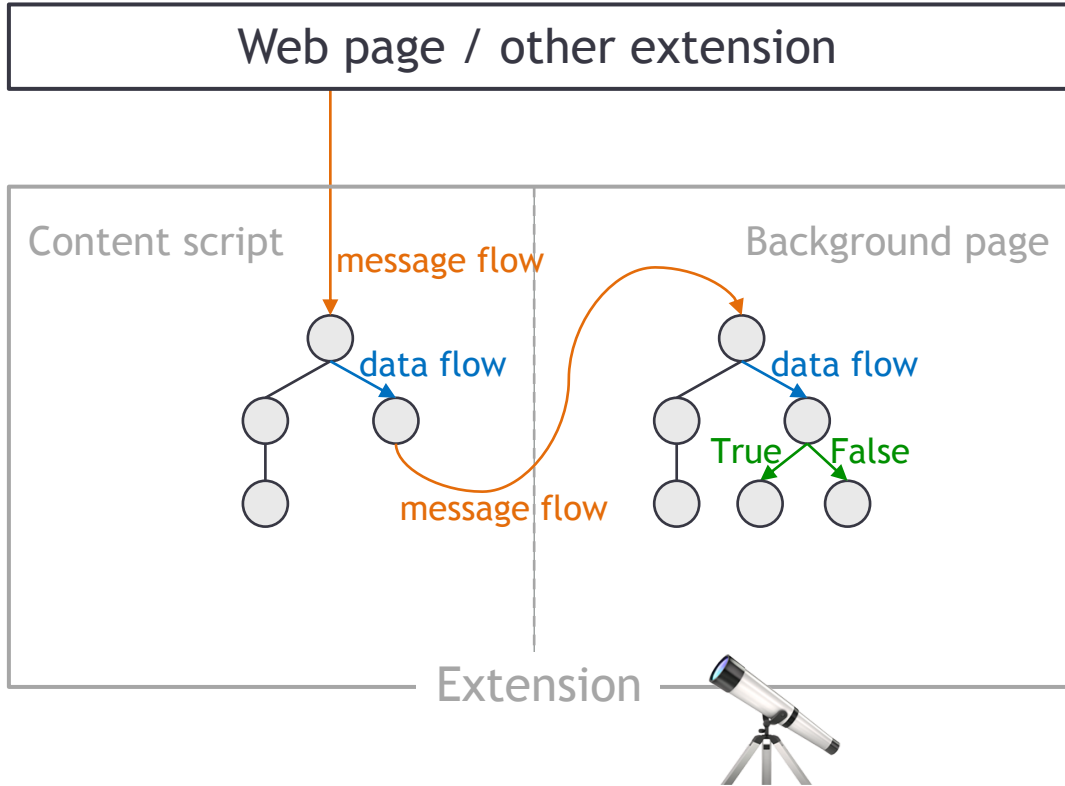 Web page / other extension
Content script
Background page
message flow
data flow
data flow
True
False
message flow
Extension